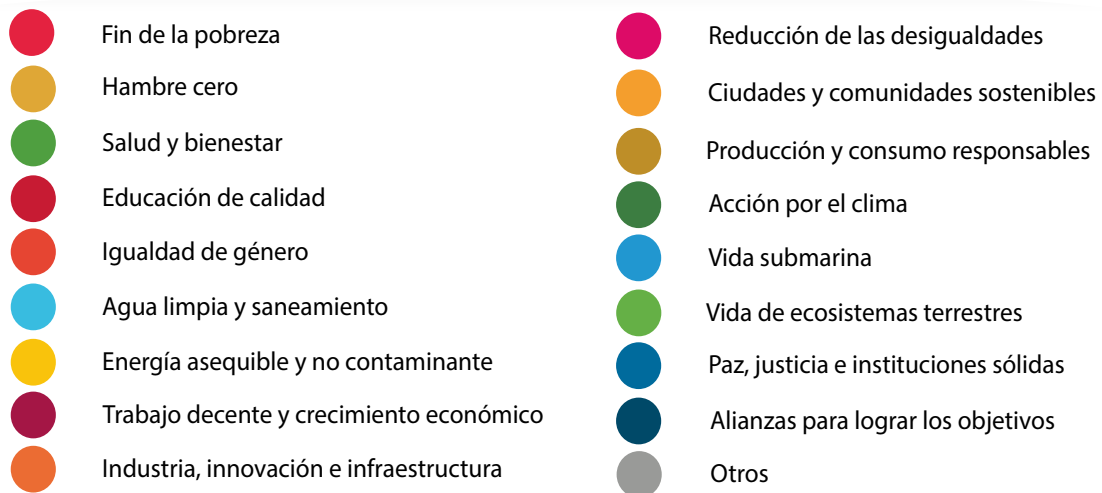 Fin de la pobreza
Hambre cero
Salud y bienestar
Educación de calidad
Igualdad de género
Agua limpia y saneamiento
Energía asequible y no contaminante
Trabajo decente y crecimiento económico
Industria, innovación e infraestructura
Reducción de las desigualdades
Ciudades y comunidades sostenibles
Producción y consumo responsables
Acción por el clima
Vida submarina
Vida de ecosistemas terrestres
Paz, justicia e instituciones sólidas
Alianzas para lograr los objetivos
Otros